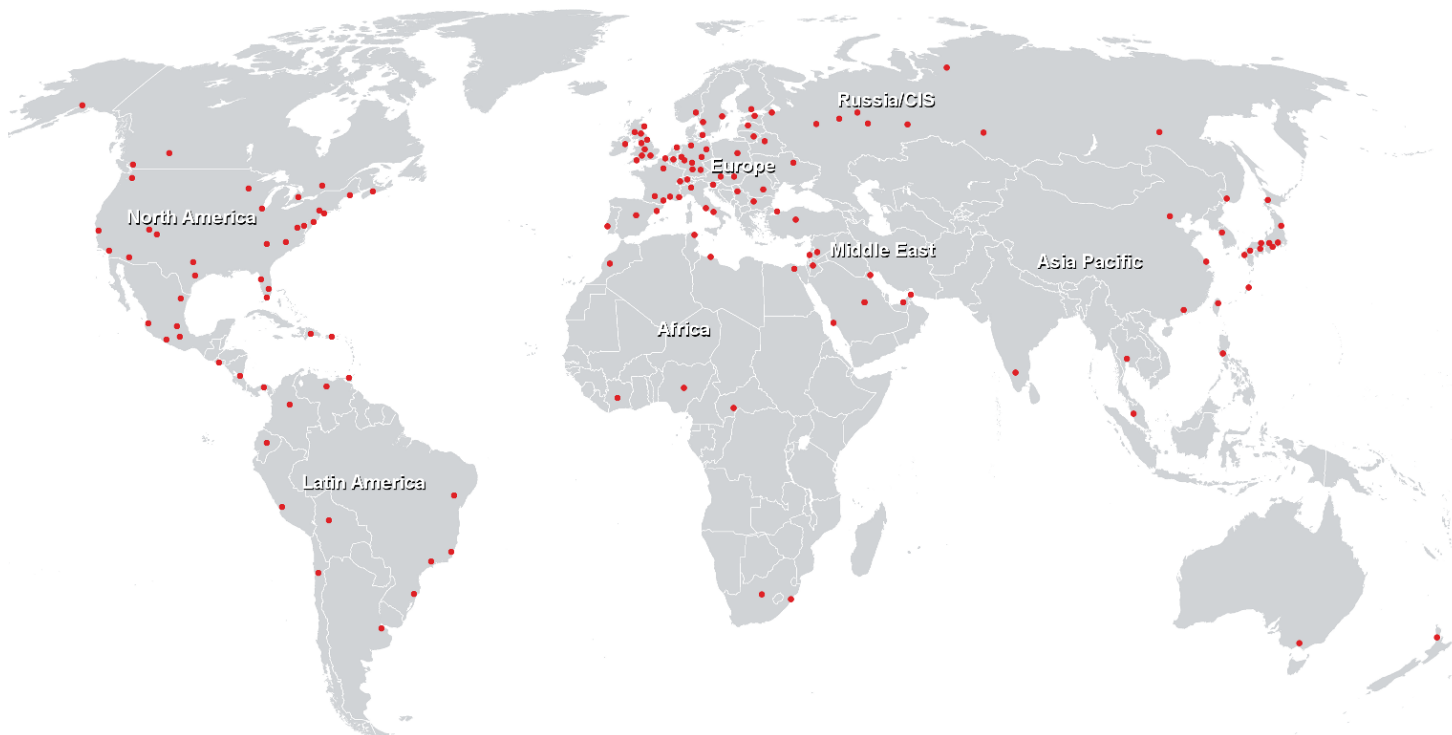 Russia/CIS
Europe
North America
Middle East
Asia Pacific
Africa
Latin America